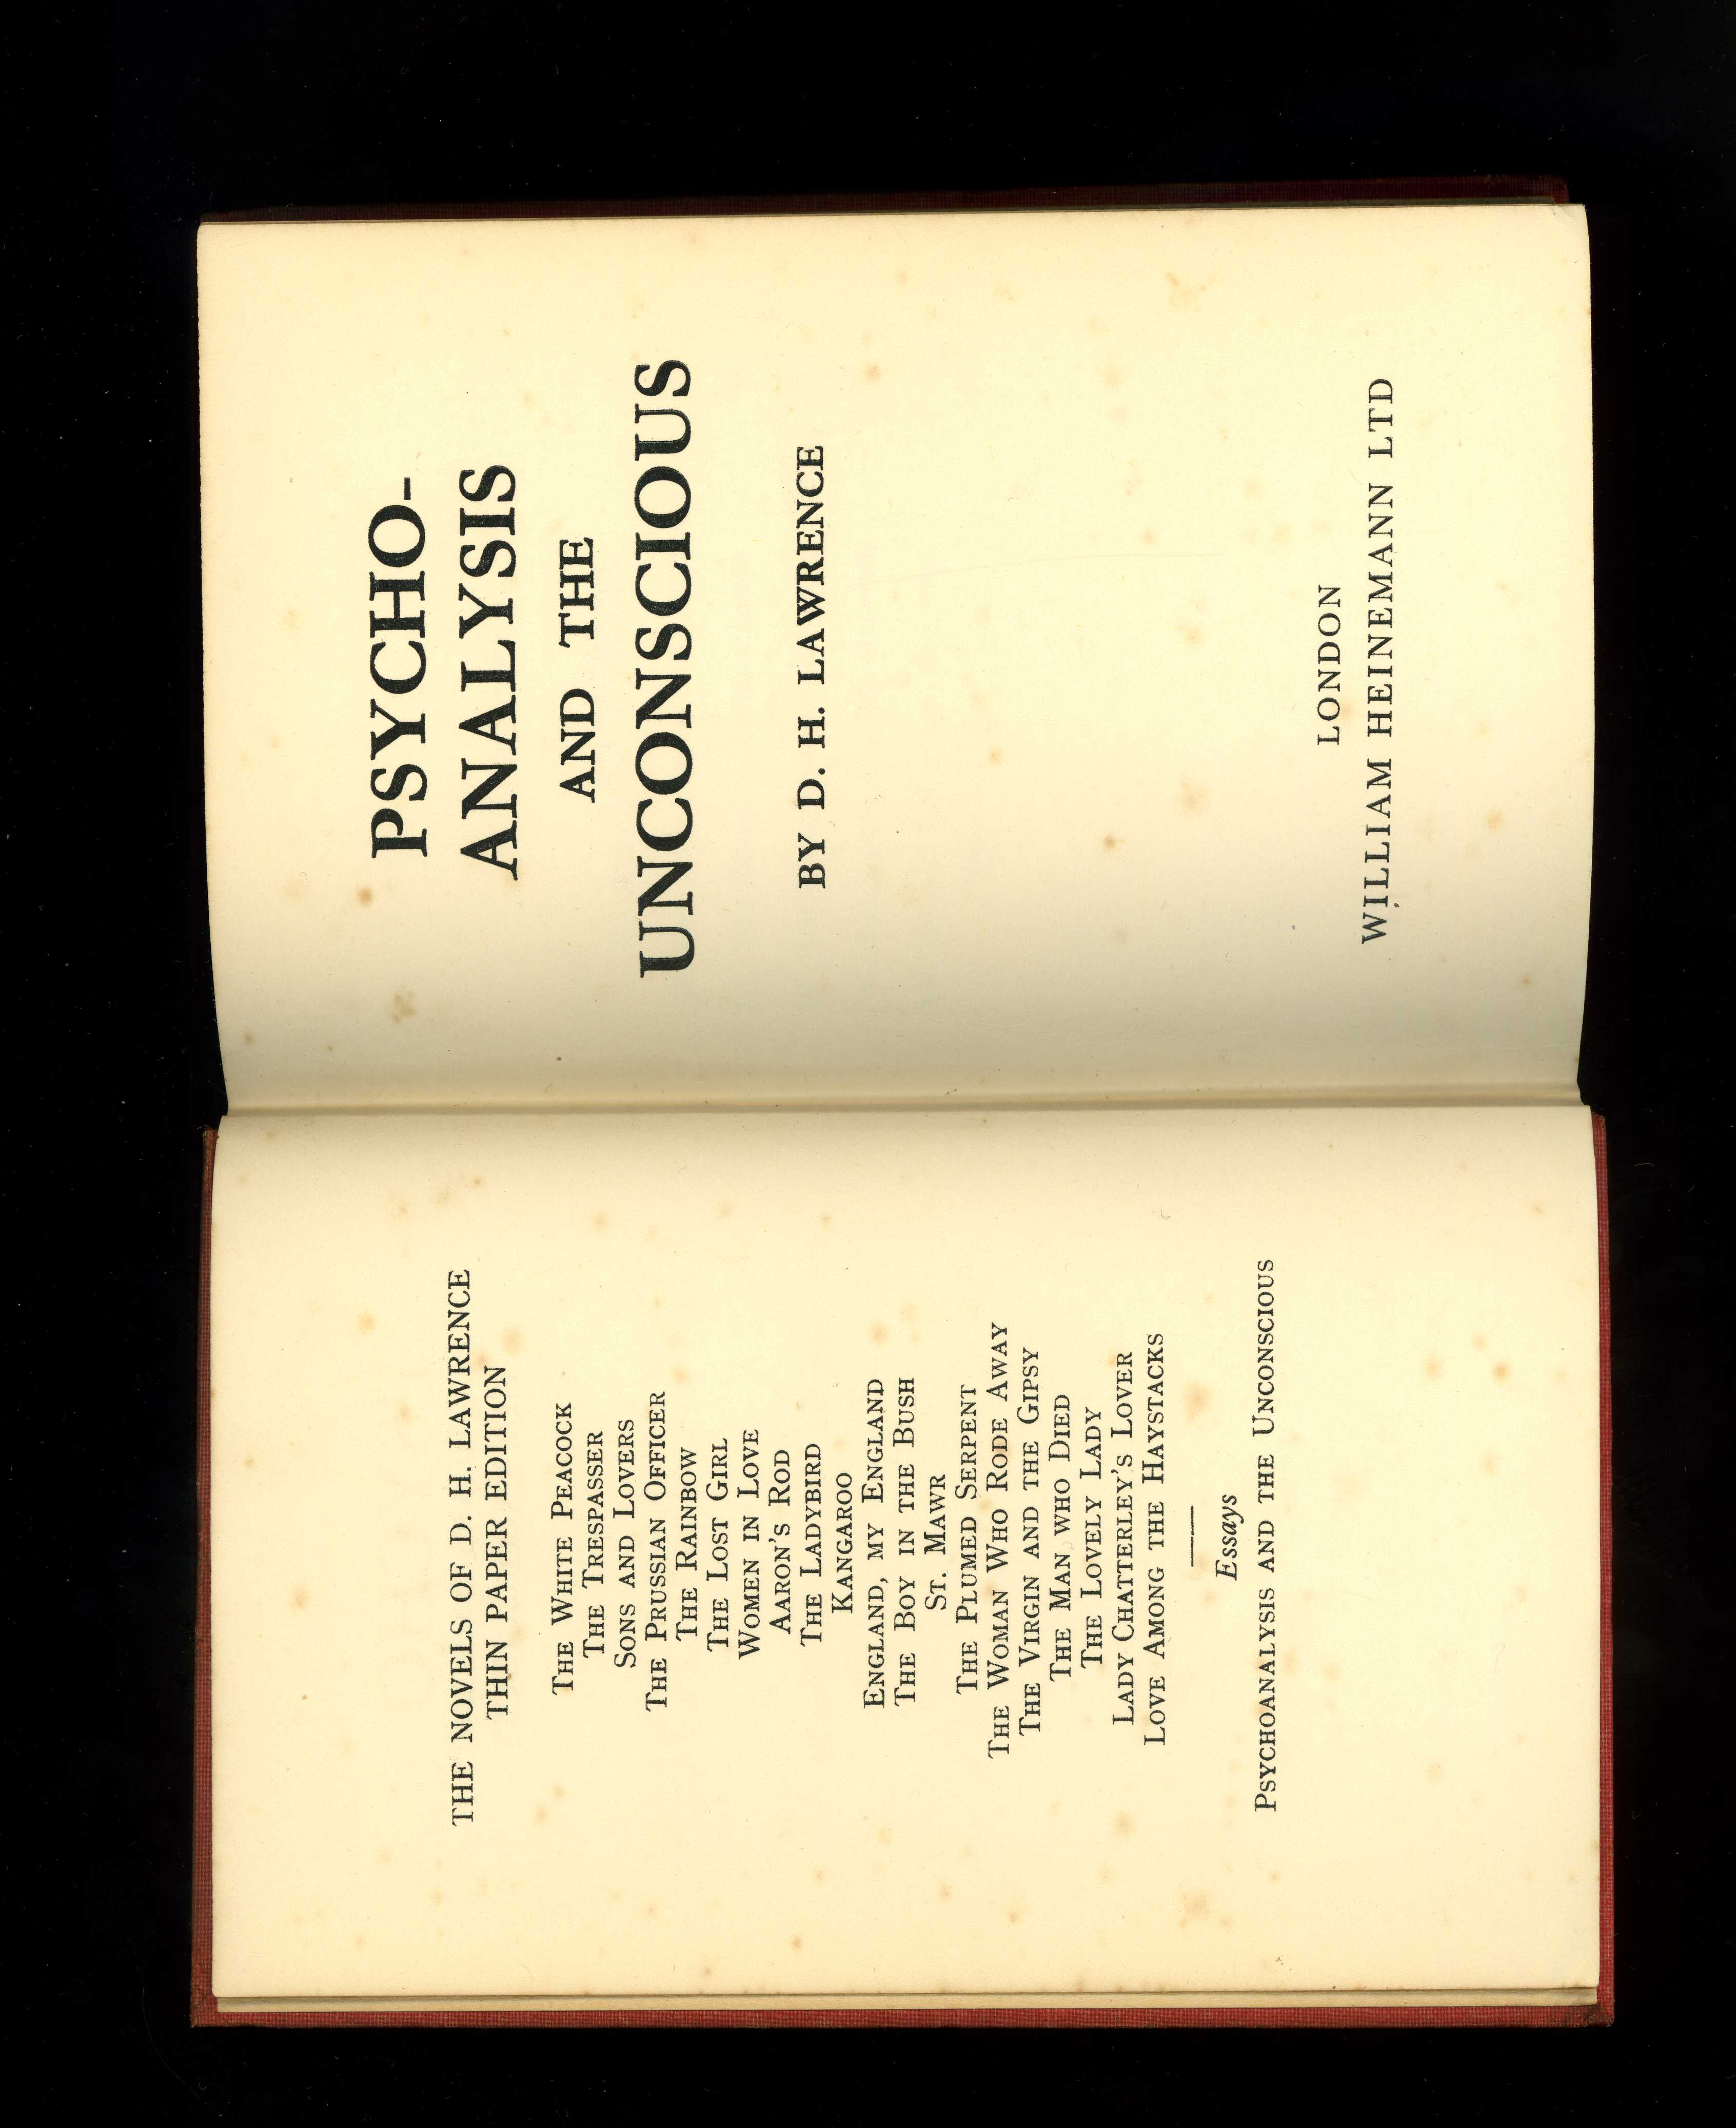 THE NOVELS OF D. H. LAWRENCE
THIN PAPER EDITION
THE WHITE PEACOCK
THE TRESPASSER
SONS AND LOVERS
THE PRUSSIAN OFFICER
THE RAINBOW
THE LOST GIRL
WOMEN IN LOVE
AARON'S ROD
THE LADYBIRD
KANGAROO
ENGLAND, MY ENGLAND
THE BOY IN THE BUSH
ST. MAWR
THE PLUMED SERPENT
THE WOMAN WHO RODE AWAY
THE VIRGIN AND THE GIPSY
THE MAN WHO DIED
THE LOVELY LADY
LADY CHATTERLEY'S LOVER
LOVE AMONG THE HAYSTACKS
Essays
PSYCHOANALYSIS AND THE UNCONSCIOUS
PSYCHO-
ANALYSIS
AND THE
UNCONSCIOUS
BY D. H. LAWRENCE
LONDON
WILLIAM HEINEMANN LTD